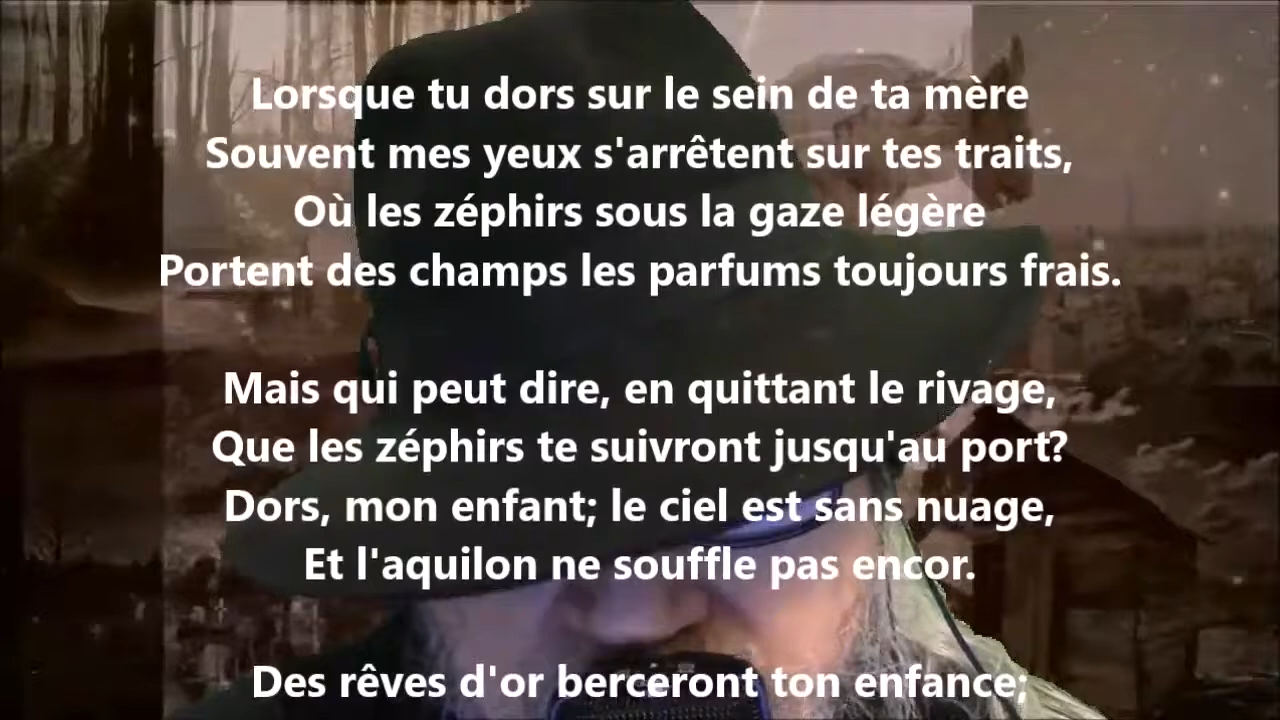 Lorsque tu dors sur le sein de ta mère
Souvent mes yeux s'arrêtent sur tes traits,
Où les zéphirs sous la gaze légère
Portent des champs les parfums toujours frais.
Mais qui peut dire, en quittant le rivage,
Que les zéphirs te suivront jusqu'au port?
Dors, mon enfant; le ciel est sans nuage,
Et l'aquilon ne souffle pas encor.
Des rêves d'or berceront ton enfance;